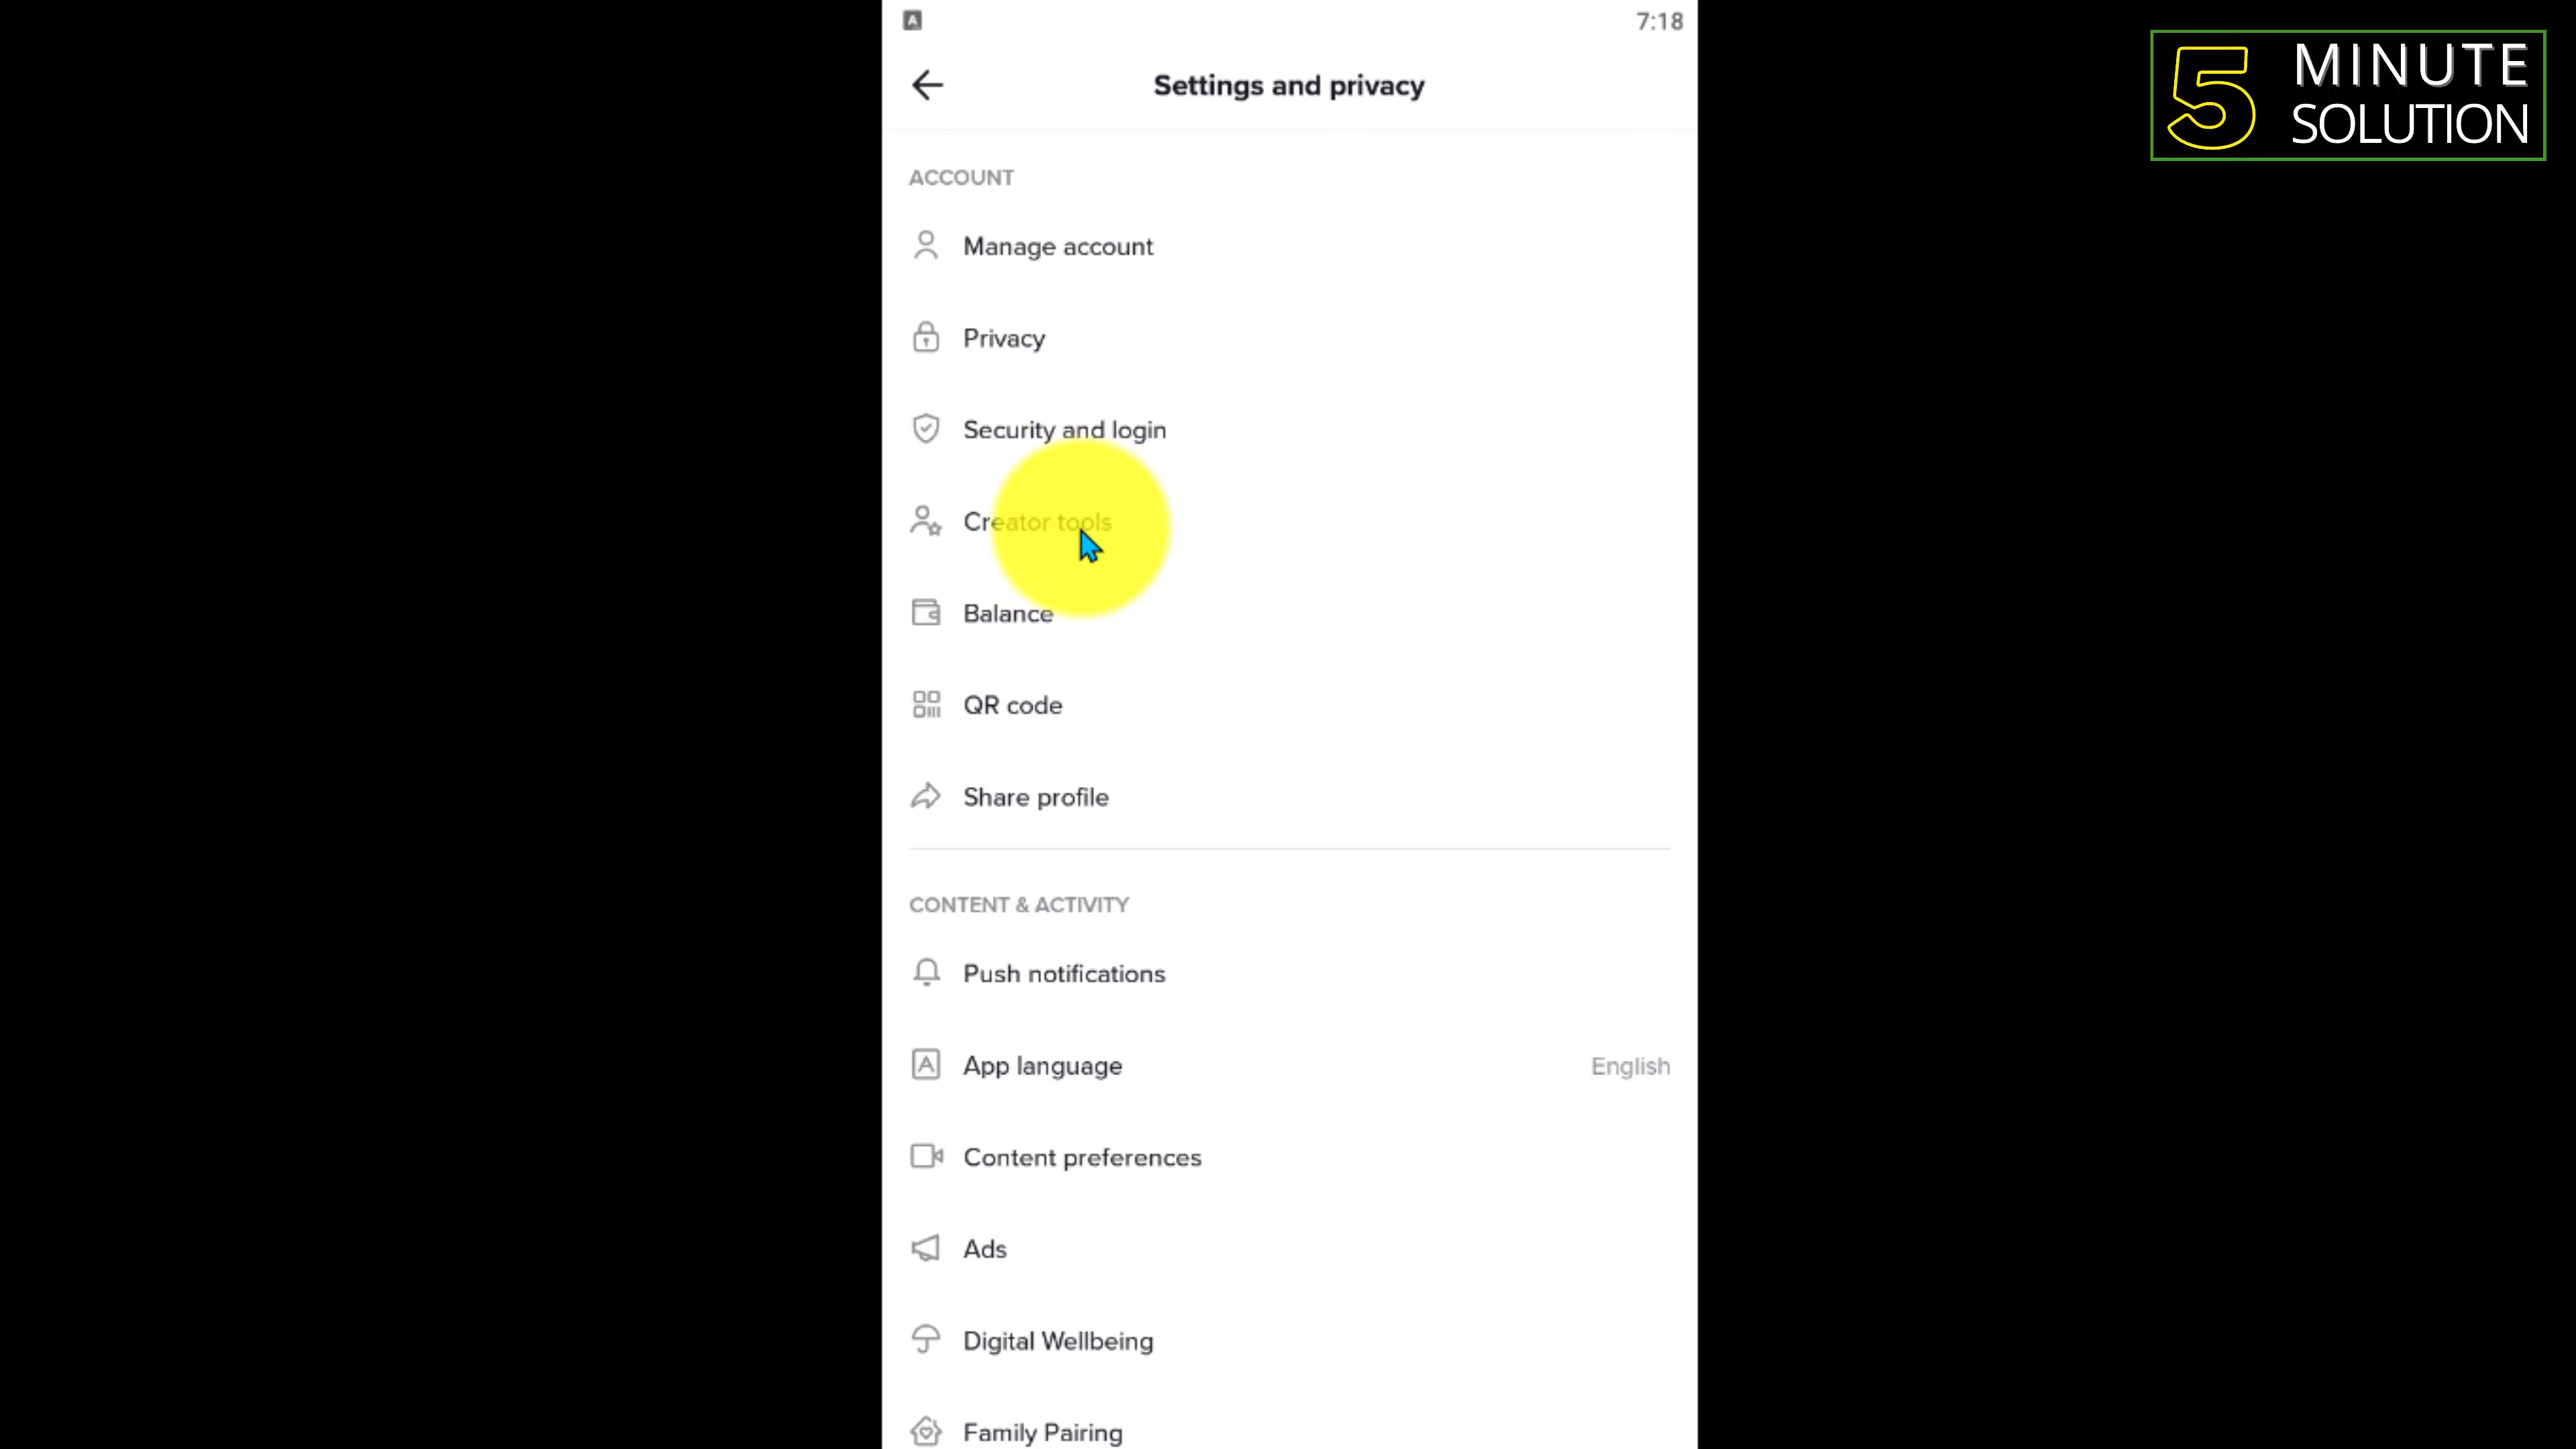 7:18
5 MINUTE
SOLUTION
Settings and privacy
ACCOUNT
Manage account
Privacy
Security and login
Creator tools
Balance
QR code
Share profile
CONTENT & ACTIVITY
Push notifications
A App language English
Content preferences
Ads
Digital Wellbeing
Family Pairing